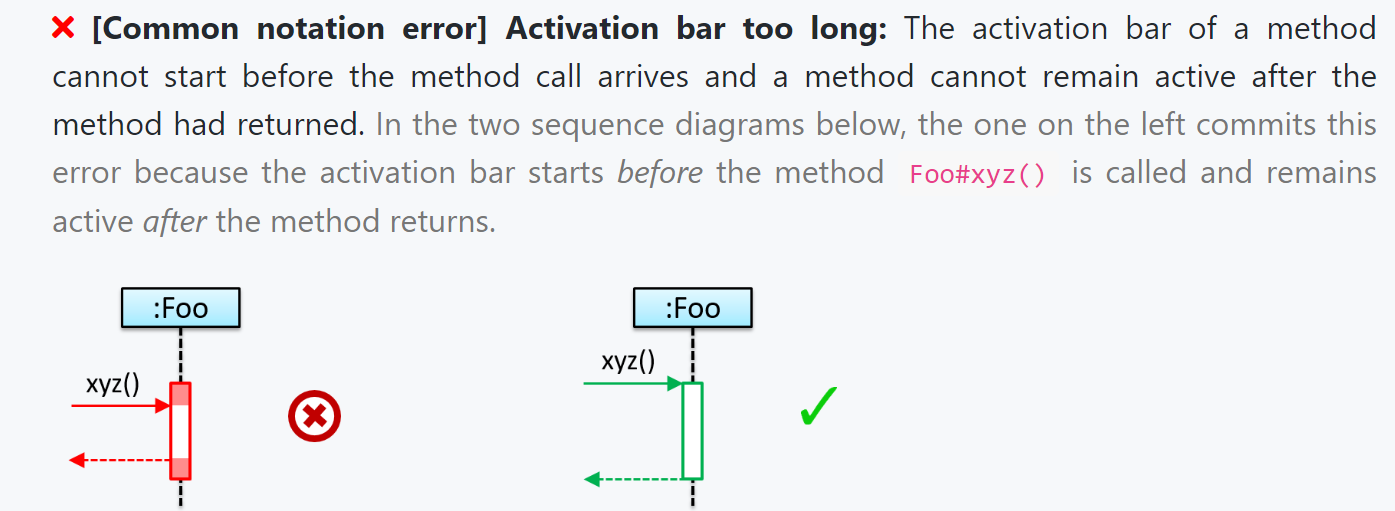 ❌ [Common notation error] Activation bar too long: The activation bar of a method
cannot start before the method call arrives and a method cannot remain active after the
method had returned. In the two sequence diagrams below, the one on the left commits this
error because the activation bar starts before the method Foo#xyz() is called and remains
active after the method returns.
:Foo
xyz()
:Foo
xyz()